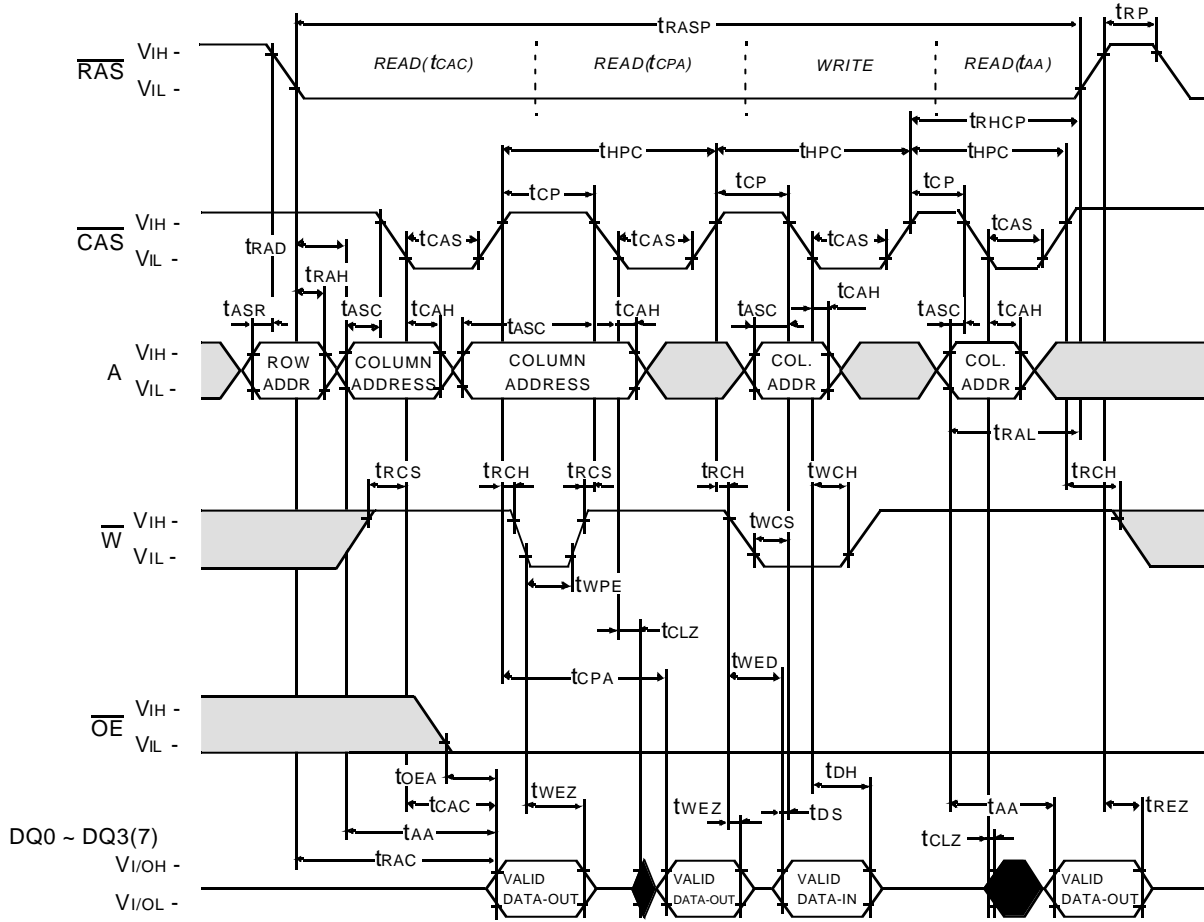 tRASP
tRP
RAS
VIH -
VIL -
READ(tCAC)
READ(tCPA)
WRITE
READ(tAA)
tRHCP
tHPC
tHPC
tHPC
tCP
tCP
tCP
CAS
VIH -
VIL -
tCAS
tCAS
tCAS
tCAS
tRAD
tRAH
tASR
tASC
tCAH
tASC
tCAH
tASC
tCAH
tASC
tCAH
A
VIH -
VIL -
ROW
ADDR
COLUMN
ADDRESS
COLUMN
ADDRESS
COL.
ADDR
COL.
ADDR
tRAL
tRCS
tRCH
tRCS
tRCH
tWCH
tRCH
W
VIH -
VIL -
tWCS
tWPE
tCLZ
tCPA
tWED
OE
VIH -
VIL -
tOEA
tCAC
tAA
tRAC
tWEZ
tWEZ
tDH
tDS
tCLZ
tAA
tREZ
DQ0 ~ DQ3(7)
VI/OH -
VI/OL -
VALID
DATA-OUT
VALID
DATA-OUT
VALID
DATA-IN
VALID
DATA-OUT